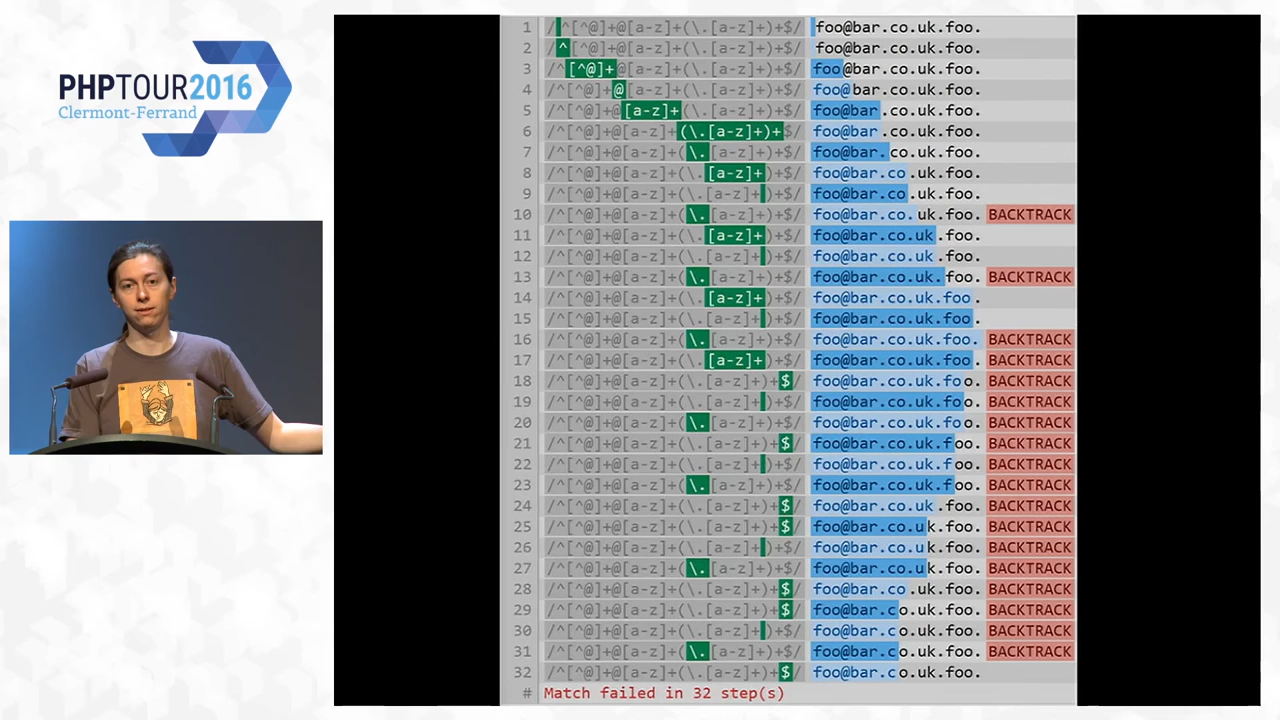 PHPTOUR2016
Clermont-Ferrand
1 /^[^@]+@[a-z]+(\.[a-z]+)+$/ foo@bar.co.uk.foo.
2 /^[^@]+@[a-z]+(\.[a-z]+)+$/ foo@bar.co.uk.foo.
3 /^[^@]+@[a-z]+(\.[a-z]+)+$/ foo@bar.co.uk.foo.
4 /^[^@]+@[a-z]+(\.[a-z]+)+$/ foo@bar.co.uk.foo.
5 /^[^@]+@[a-z]+(\.[a-z]+)+$/ foo@bar.co.uk.foo.
6 /^[^@]+@[a-z]+(\.[a-z]+)+$/ foo@bar.co.uk.foo.
7 /^[^@]+@[a-z]+(\.[a-z]+)+$/ foo@bar.co.uk.foo.
8 /^[^@]+@[a-z]+(\.[a-z]+)+$/ foo@bar.co.uk.foo.
9 /^[^@]+@[a-z]+(\.[a-z]+)+$/ foo@bar.co.uk.foo.
10 /^[^@]+@[a-z]+(\.[a-z]+)+$/ foo@bar.co.uk.foo. BACKTRACK
11 /^[^@]+@[a-z]+(\.[a-z]+)+$/ foo@bar.co.uk.foo.
12 /^[^@]+@[a-z]+(\.[a-z]+)+$/ foo@bar.co.uk.foo.
13 /^[^@]+@[a-z]+(\.[a-z]+)+$/ foo@bar.co.uk.foo. BACKTRACK
14 /^[^@]+@[a-z]+(\.[a-z]+)+$/ foo@bar.co.uk.foo.
15 /^[^@]+@[a-z]+(\.[a-z]+)+$/ foo@bar.co.uk.foo.
16 /^[^@]+@[a-z]+(\.[a-z]+)+$/ foo@bar.co.uk.foo. BACKTRACK
17 /^[^@]+@[a-z]+(\.[a-z]+)+$/ foo@bar.co.uk.foo. BACKTRACK
18 /^[^@]+@[a-z]+(\.[a-z]+)+$/ foo@bar.co.uk.foo. BACKTRACK
19 /^[^@]+@[a-z]+(\.[a-z]+)+$/ foo@bar.co.uk.foo. BACKTRACK
20 /^[^@]+@[a-z]+(\.[a-z]+)+$/ foo@bar.co.uk.foo. BACKTRACK
21 /^[^@]+@[a-z]+(\.[a-z]+)+$/ foo@bar.co.uk.foo. BACKTRACK
22 /^[^@]+@[a-z]+(\.[a-z]+)+$/ foo@bar.co.uk.foo. BACKTRACK
23 /^[^@]+@[a-z]+(\.[a-z]+)+$/ foo@bar.co.uk.foo. BACKTRACK
24 /^[^@]+@[a-z]+(\.[a-z]+)+$/ foo@bar.co.uk.foo. BACKTRACK
25 /^[^@]+@[a-z]+(\.[a-z]+)+$/ foo@bar.co.uk.foo. BACKTRACK
26 /^[^@]+@[a-z]+(\.[a-z]+)+$/ foo@bar.co.uk.foo. BACKTRACK
27 /^[^@]+@[a-z]+(\.[a-z]+)+$/ foo@bar.co.uk.foo. BACKTRACK
28 /^[^@]+@[a-z]+(\.[a-z]+)+$/ foo@bar.co.uk.foo. BACKTRACK
29 /^[^@]+@[a-z]+(\.[a-z]+)+$/ foo@bar.co.uk.foo. BACKTRACK
30 /^[^@]+@[a-z]+(\.[a-z]+)+$/ foo@bar.co.uk.foo. BACKTRACK
31 /^[^@]+@[a-z]+(\.[a-z]+)+$/ foo@bar.co.uk.foo. BACKTRACK
32 /^[^@]+@[a-z]+(\.[a-z]+)+$/ foo@bar.co.uk.foo.
# Match failed in 32 step(s)